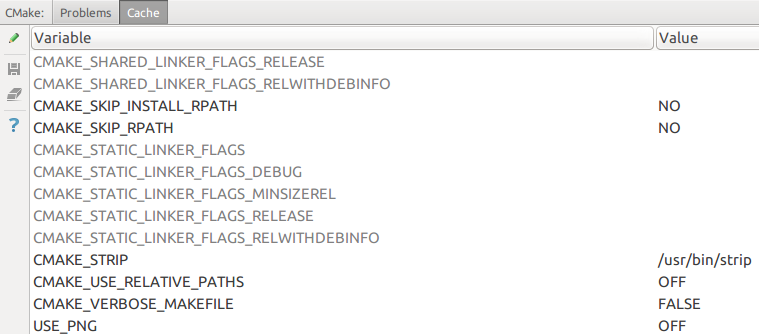 CMake: Problems Cache
Variable Value
CMAKE_SHARED_LINKER_FLAGS_RELEASE
CMAKE_SHARED_LINKER_FLAGS_RELWITHDEBINFO
CMAKE_SKIP_INSTALL_RPATH NO
CMAKE_SKIP_RPATH NO
CMAKE_STATIC_LINKER_FLAGS
CMAKE_STATIC_LINKER_FLAGS_DEBUG
CMAKE_STATIC_LINKER_FLAGS_MINSIZEREL
CMAKE_STATIC_LINKER_FLAGS_RELEASE
CMAKE_STATIC_LINKER_FLAGS_RELWITHDEBINFO
CMAKE_STRIP /usr/bin/strip
CMAKE_USE_RELATIVE_PATHS OFF
CMAKE_VERBOSE_MAKEFILE FALSE
USE_PNG OFF